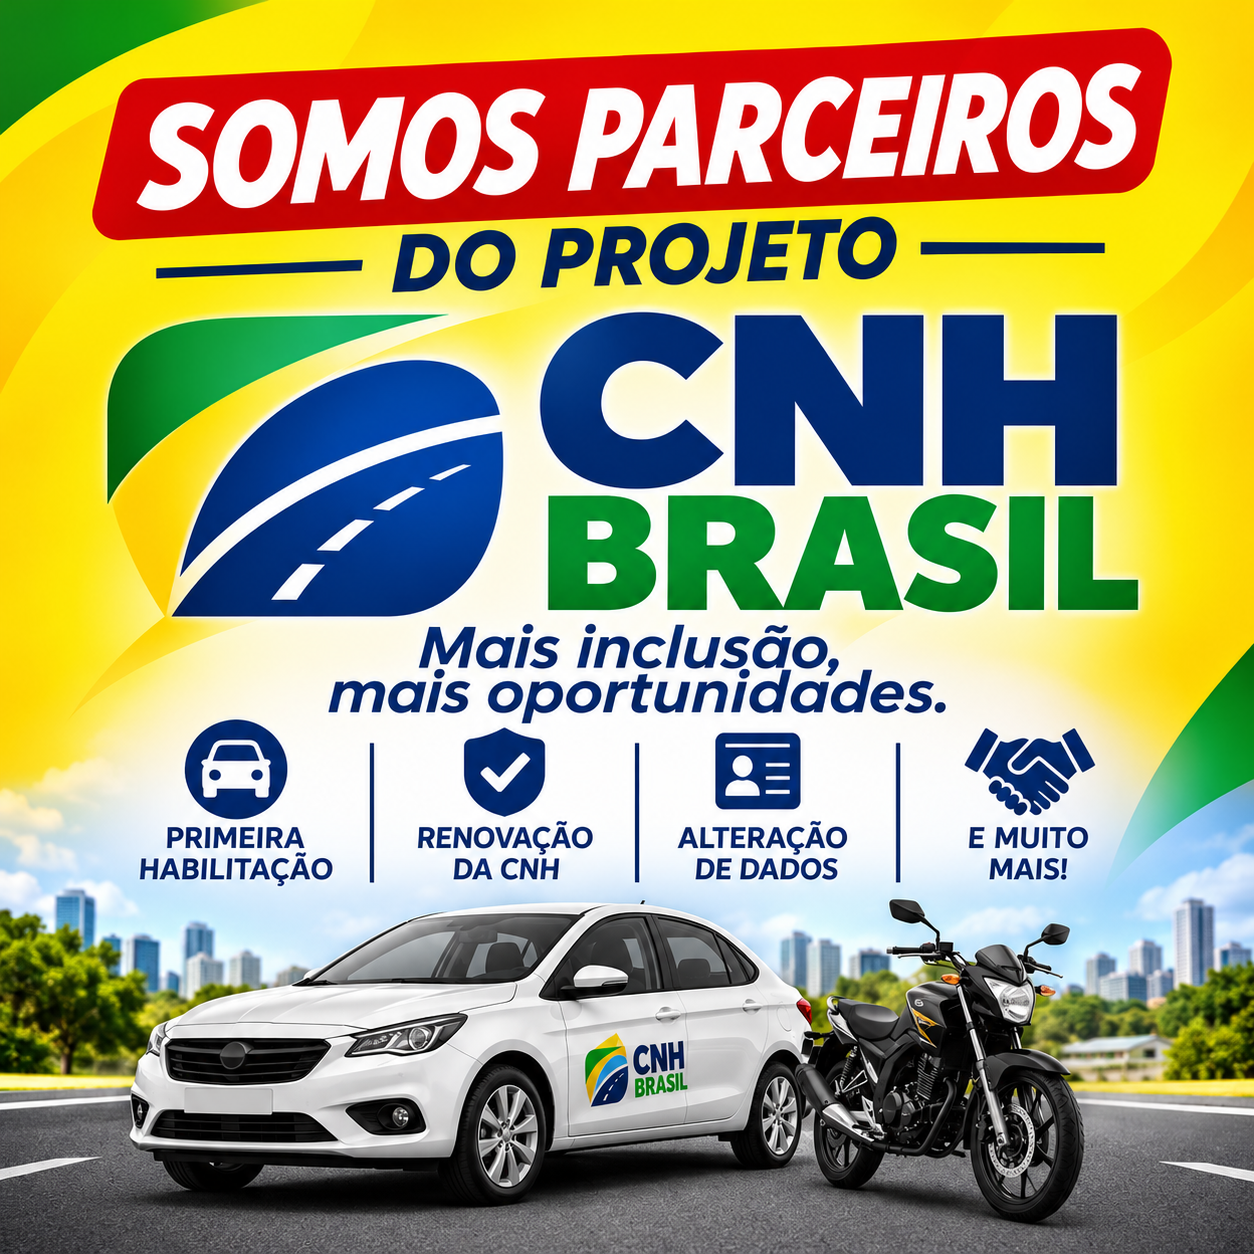 SOMOS PARCEIROS
DO PROJETO
CNH
BRASIL
Mais inclusão,
mais oportunidades.
PRIMEIRA
HABILITAÇÃO
RENOVAÇÃO
DA CNH
ALTERAÇÃO
DE DADOS
E MUITO
MAIS!
CNH
BRASIL